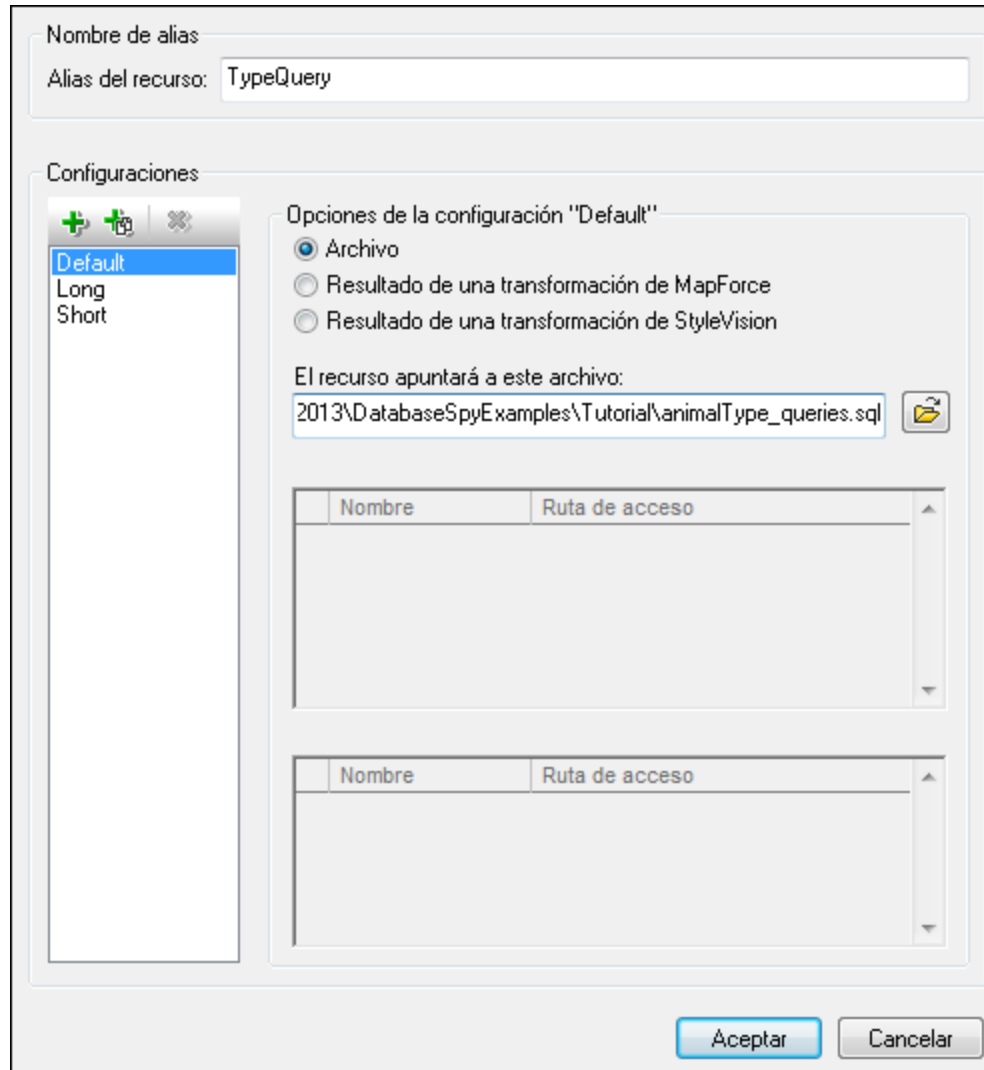 Nombre de alias
Alias del recurso: TypeQuery
Configuraciones
Default
Long
Short
Opciones de la configuración "Default"
Archivo
Resultado de una transformación de MapForce
Resultado de una transformación de StyleVision
El recurso apuntará a este archivo:
2013\DatabaseSpyExamples\Tutorial\animalType_queries.sql
Nombre Ruta de acceso
Nombre Ruta de acceso
Aceptar Cancelar